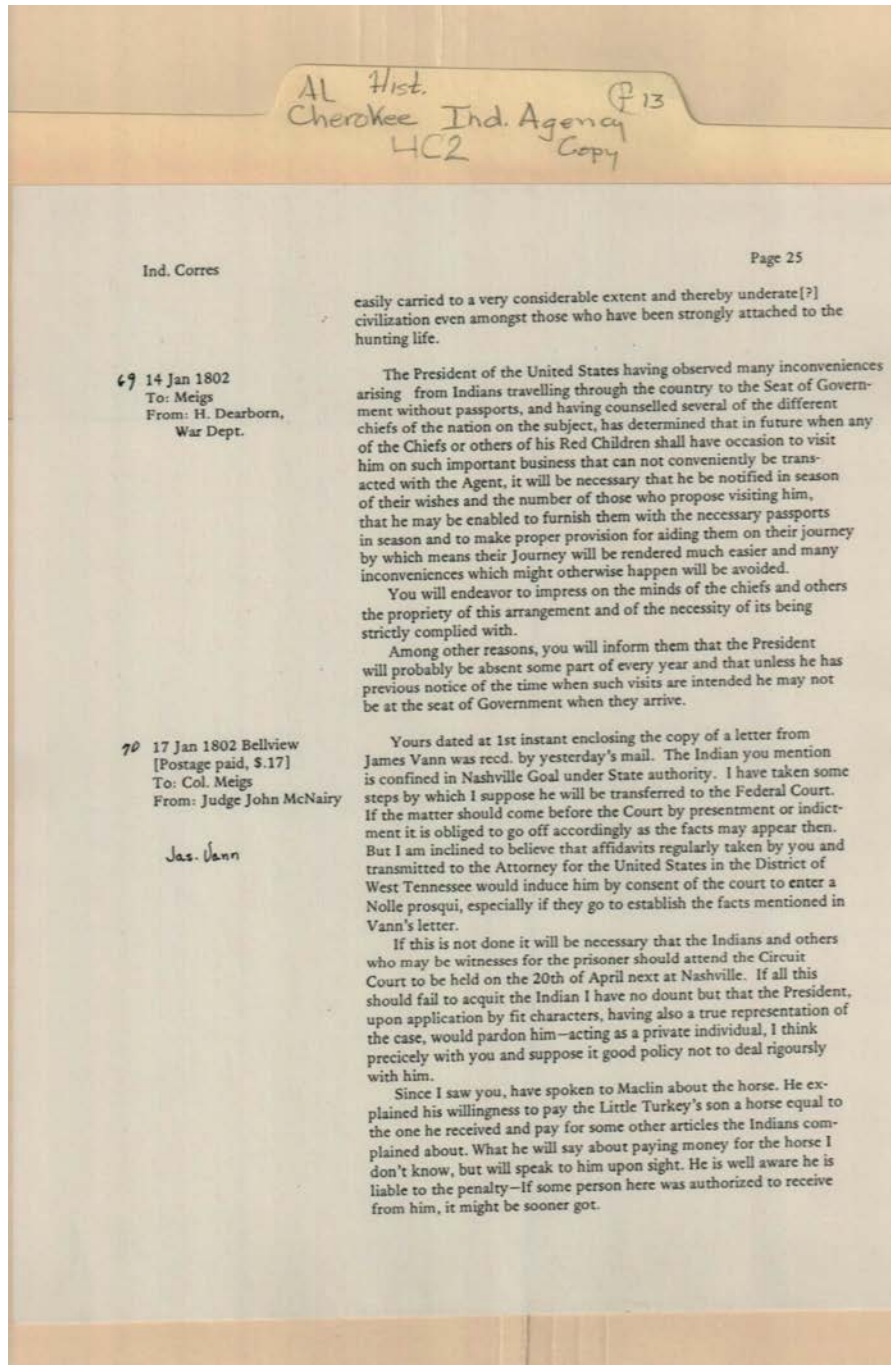 AL Hist.
F 13
Cherokee Ind. Agency
4C2 Copy
Page 25
Ind. Corres
easily carried to a very considerable extent and thereby underate[?]
civilization even amongst those who have been strongly attached to the
hunting life.
69 14 Jan 1802
To: Meigs
From: H. Dearborn,
War Dept.
The President of the United States having observed many inconveniences
arising from Indians travelling through the country to the Seat of Govern-
ment without passports, and having counselled several of the different
chiefs of the nation on the subject, has determined that in future when any
of the Chiefs or others of his Red Children shall have occasion to visit
him on such important business that can not conveniently be trans-
acted with the Agent, it will be necessary that he be notified in season
of their wishes and the number of those who propose visiting him,
that he may be enabled to furnish them with the necessary passports
in season and to make proper provision for aiding them on their journey
by which means their Journey will be rendered much easier and many
inconveniences which might otherwise happen will be avoided.
You will endeavor to impress on the minds of the chiefs and others
the propriety of this arrangement and of the necessity of its being
strictly complied with.
Among other reasons, you will inform them that the President
will probably be absent some part of every year and that unless he has
previous notice of the time when such visits are intended he may not
be at the seat of Government when they arrive.
70 17 Jan 1802 Bellview
[Postage paid, $.17]
To: Col. Meigs
From: Judge John McNairy
Jas. Vann
Yours dated at 1st instant enclosing the copy of a letter from
James Vann was recd. by yesterday's mail. The Indian you mention
is confined in Nashville Goal under State authority. I have taken some
steps by which I suppose he will be transferred to the Federal Court.
If the matter should come before the Court by presentment or indict-
ment it is obliged to go off accordingly as the facts may appear then.
But I am inclined to believe that affidavits regularly taken by you and
transmitted to the Attorney for the United States in the District of
West Tennessee would induce him by consent of the court to enter a
Nolle prosqui, especially if they go to establish the facts mentioned in
Vann's letter.
If this is not done it will be necessary that the Indians and others
who may be witnesses for the prisoner should attend the Circuit
Court to be held on the 20th of April next at Nashville. If all this
should fail to acquit the Indian I have no dount but that the President,
upon application by fit characters, having also a true representation of
the case, would pardon him—acting as a private individual, I think
precicely with you and suppose it good policy not to deal rigoursly
with him.
Since I saw you, have spoken to Maclin about the horse. He ex-
plained his willingness to pay the Little Turkey's son a horse equal to
the one he received and pay for some other articles the Indians com-
plained about. What he will say about paying money for the horse I
don't know, but will speak to him upon sight. He is well aware he is
liable to the penalty—If some person here was authorized to receive
from him, it might be sooner got.